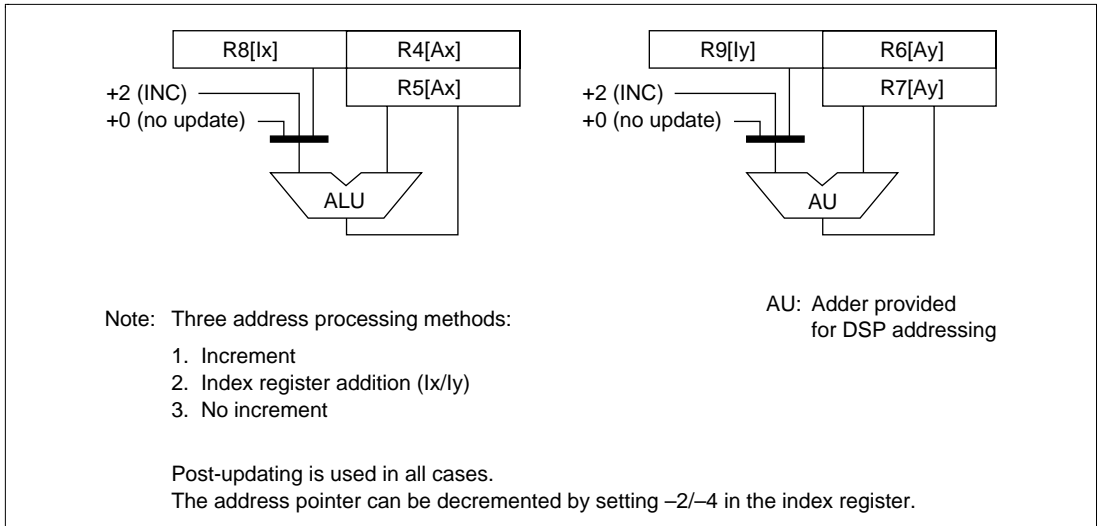 R8[Ix] R4[Ax]
R5[Ax]
+2 (INC)
+0 (no update)
ALU
R9[Iy] R6[Ay]
R7[Ay]
+2 (INC)
+0 (no update)
AU
AU: Adder provided
for DSP addressing
Note: Three address processing methods:
1. Increment
2. Index register addition (Ix/Iy)
3. No increment
Post-updating is used in all cases.
The address pointer can be decremented by setting –2/–4 in the index register.